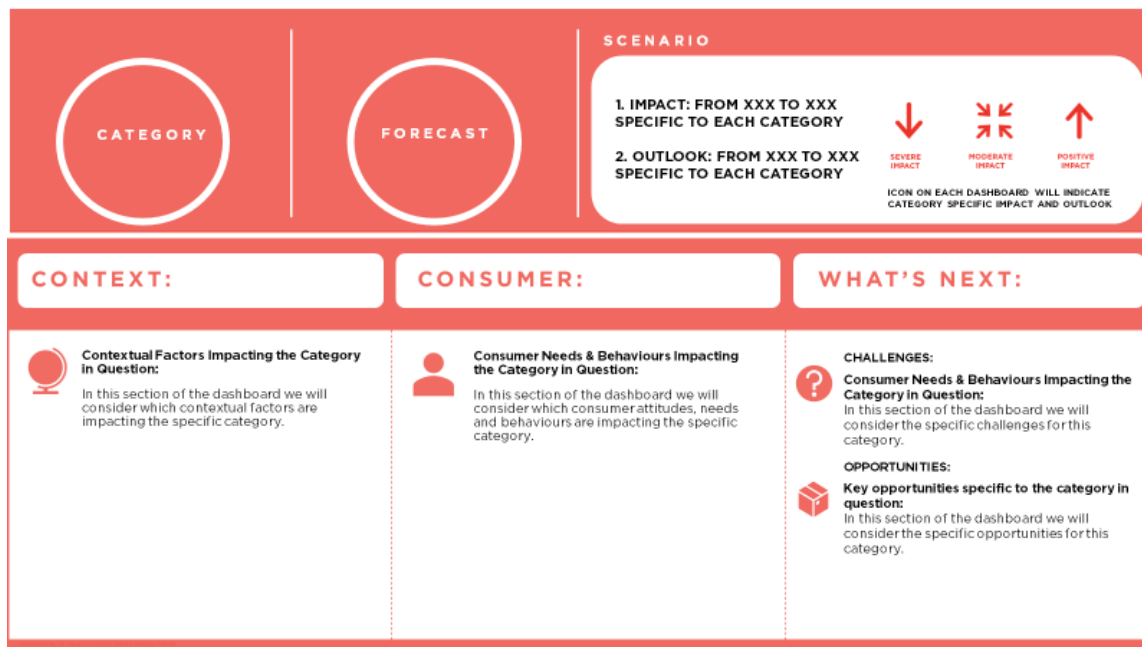 CATEGORY
FORECAST
SCENARIO
1. IMPACT: FROM XXX TO XXX
SPECIFIC TO EACH CATEGORY
2. OUTLOOK: FROM XXX TO XXX
SPECIFIC TO EACH CATEGORY
SEVERE
IMPACT
MODERATE
IMPACT
POSITIVE
IMPACT
ICON ON EACH DASHBOARD WILL INDICATE
CATEGORY SPECIFIC IMPACT AND OUTLOOK
CONTEXT:
Contextual Factors Impacting the Category
in Question:
In this section of the dashboard we will
consider which contextual factors are
impacting the specific category.
CONSUMER:
Consumer Needs & Behaviours Impacting
the Category in Question:
In this section of the dashboard we will
consider which consumer attitudes, needs
and behaviours are impacting the specific
category.
WHAT'S NEXT:
CHALLENGES:
Consumer Needs & Behaviours Impacting the
Category in Question:
In this section of the dashboard we will
consider the specific challenges for this
category.
OPPORTUNITIES:
Key opportunities specific to the category in
question:
In this section of the dashboard we will
consider the specific opportunities for this
category.